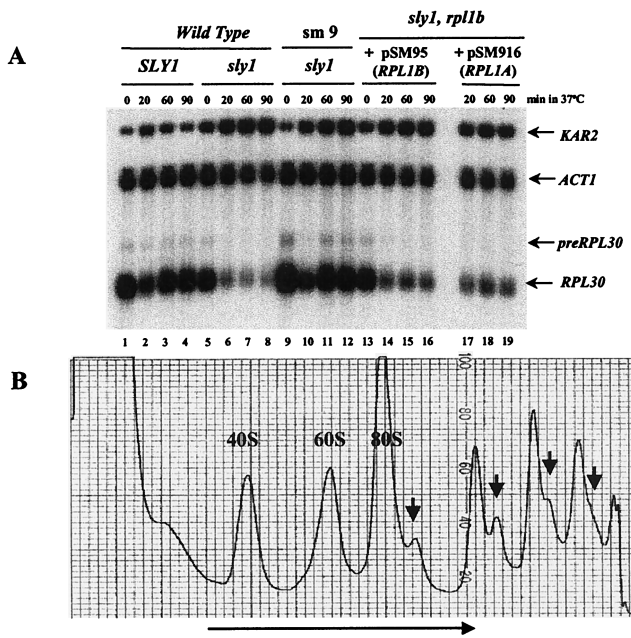 sly1, rpl1b
Wild Type sm 9 + pSM95 + pSM916
A SLY1 sly1 sly1 (RPL1B) (RPL1A)
0 20 60 90 0 20 60 90 0 20 60 90 0 20 60 90 20 60 90 min in 37ºC
KAR2
ACT1
preRPL30
RPL30
1 2 3 4 5 6 7 8 9 10 11 12 13 14 15 16 17 18 19
B
100
80
40S 60S 80S
60
40
20